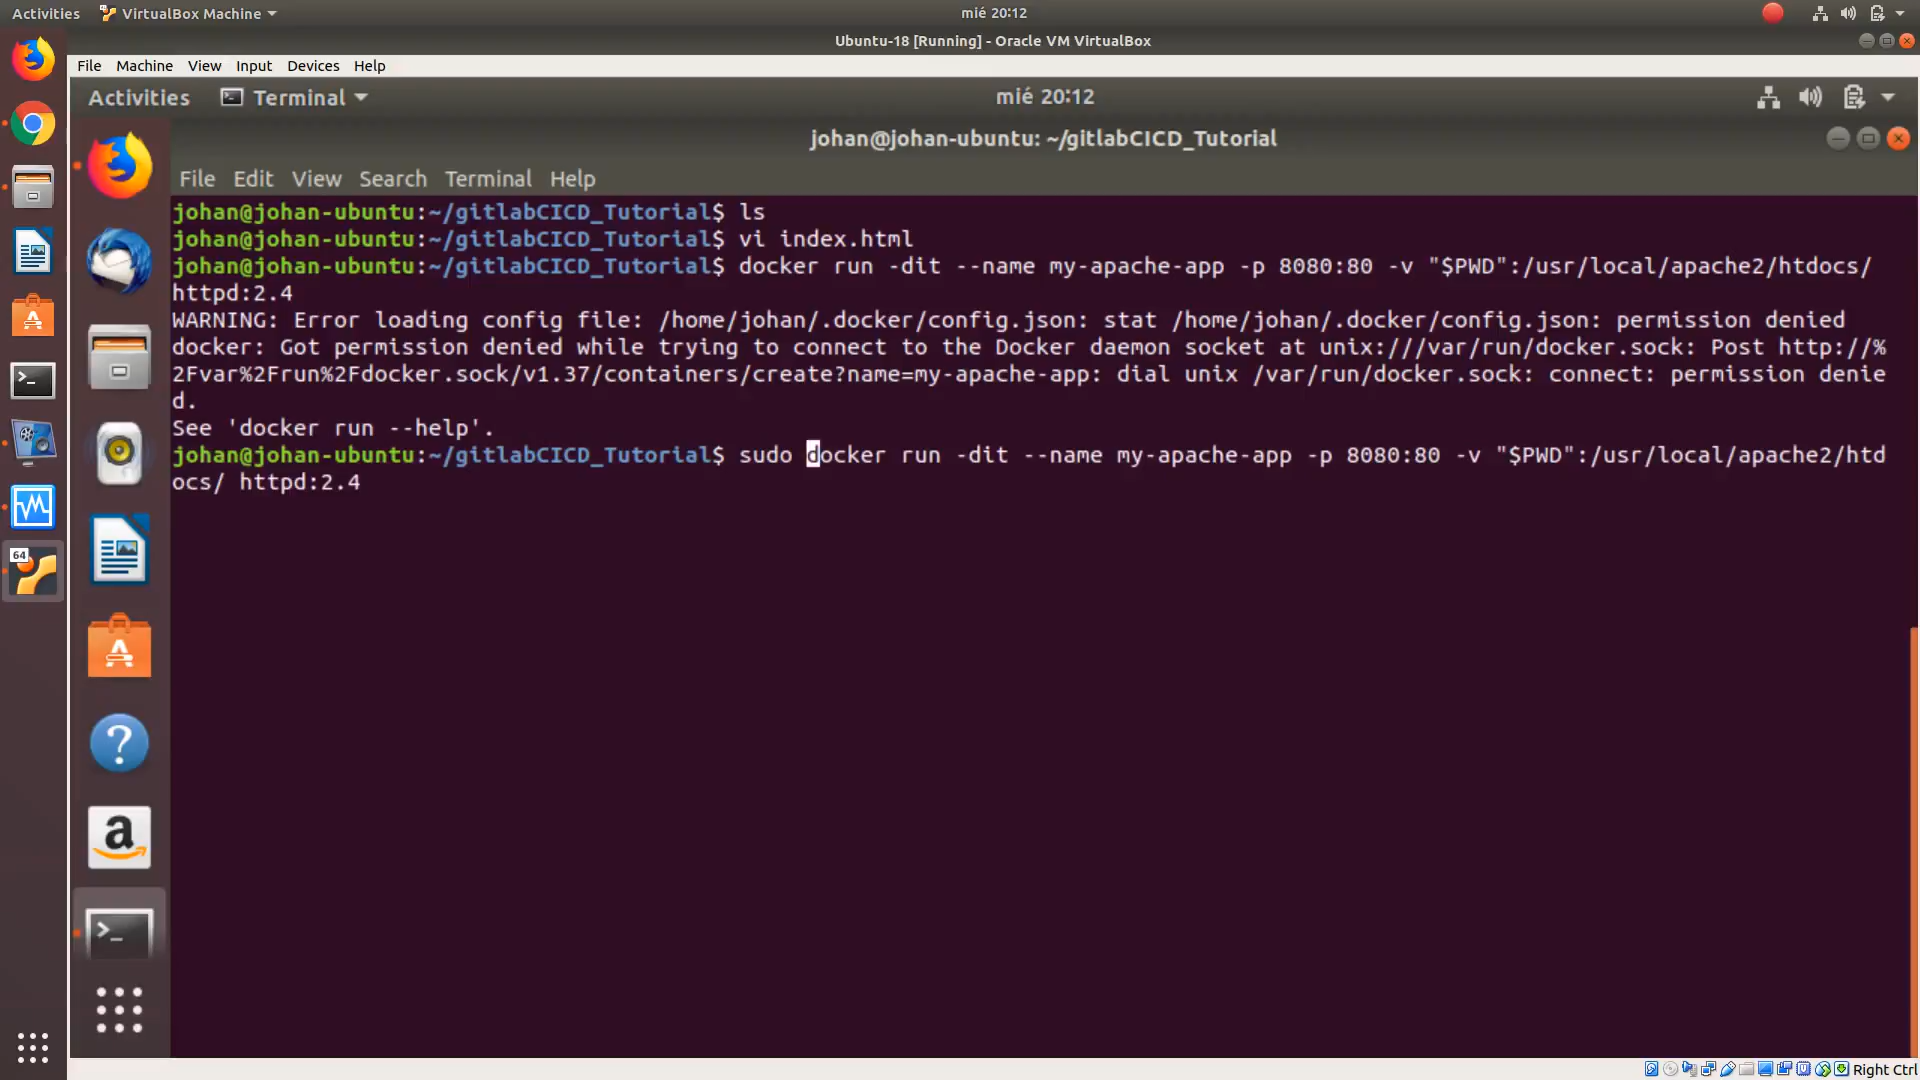 Activities VirtualBox Machine mié 20:12
Ubuntu-18 [Running] - Oracle VM VirtualBox
File Machine View Input Devices Help
Activities Terminal mié 20:12
johan@johan-ubuntu: ~/gitlabCICD_Tutorial
File Edit View Search Terminal Help
johan@johan-ubuntu:~/gitlabCICD_Tutorial$ ls
johan@johan-ubuntu:~/gitlabCICD_Tutorial$ vi index.html
johan@johan-ubuntu:~/gitlabCICD_Tutorial$ docker run -dit --name my-apache-app -p 8080:80 -v "$PWD":/usr/local/apache2/htdocs/
httpd:2.4
WARNING: Error loading config file: /home/johan/.docker/config.json: stat /home/johan/.docker/config.json: permission denied
docker: Got permission denied while trying to connect to the Docker daemon socket at unix:///var/run/docker.sock: Post http://%
2Fvar%2Frun%2Fdocker.sock/v1.37/containers/create?name=my-apache-app: dial unix /var/run/docker.sock: connect: permission denie
d.
See 'docker run --help'.
johan@johan-ubuntu:~/gitlabCICD_Tutorial$ sudo docker run -dit --name my-apache-app -p 8080:80 -v "$PWD":/usr/local/apache2/htd
ocs/ httpd:2.4
64
Right Ctrl